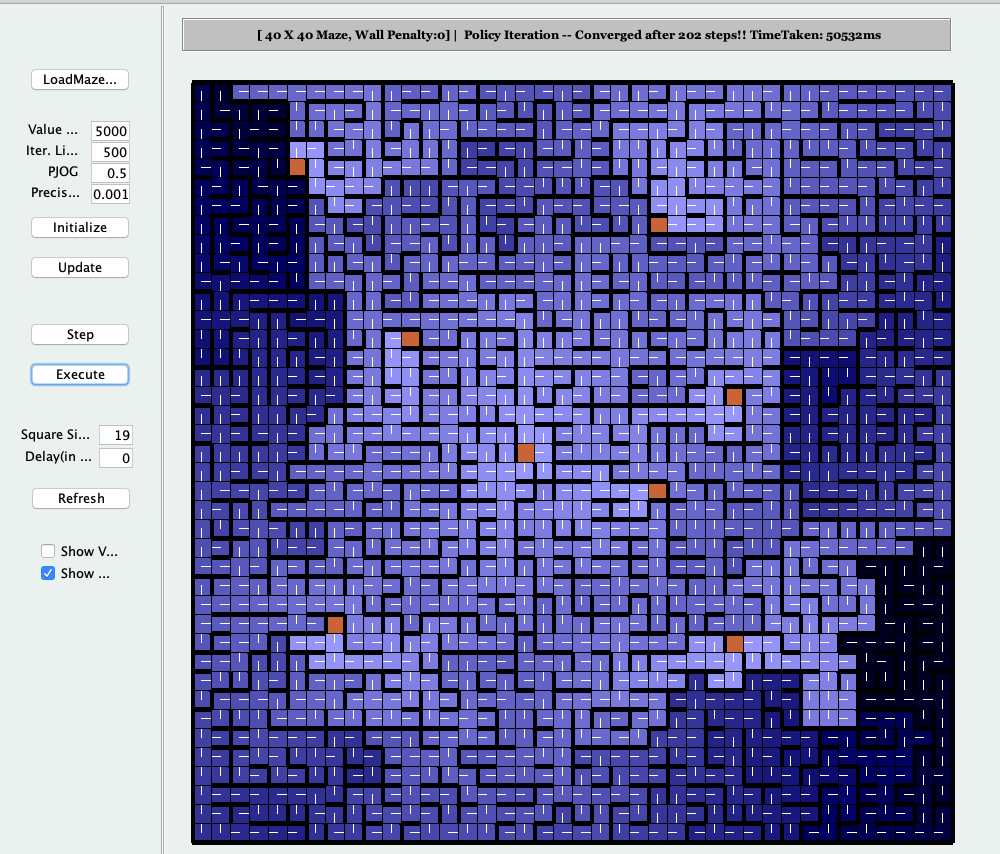 [ 40 X 40 Maze, Wall Penalty:0] | Policy Iteration -- Converged after 202 steps!! TimeTaken: 50532ms
LoadMaze...
Value ... 5000
Iter. Li... 500
PJOG 0.5
Precis... 0.001
Initialize
Update
Step
Execute
Square Si... 19
Delay(in ... 0
Refresh
Show V...
Show ...